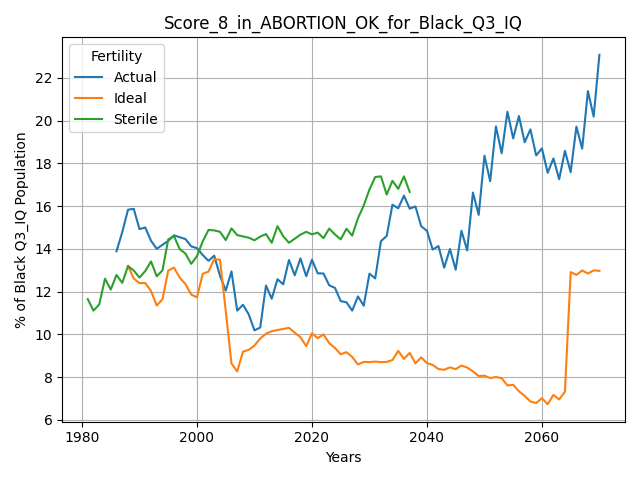 Score_8_in_ABORTION_OK_for_Black_Q3_IQ
Fertility
Actual
Ideal
Sterile
% of Black Q3_IQ Population
22
20
18
16
14
12
10
8
6
1980
2000
2020
2040
2060
Years